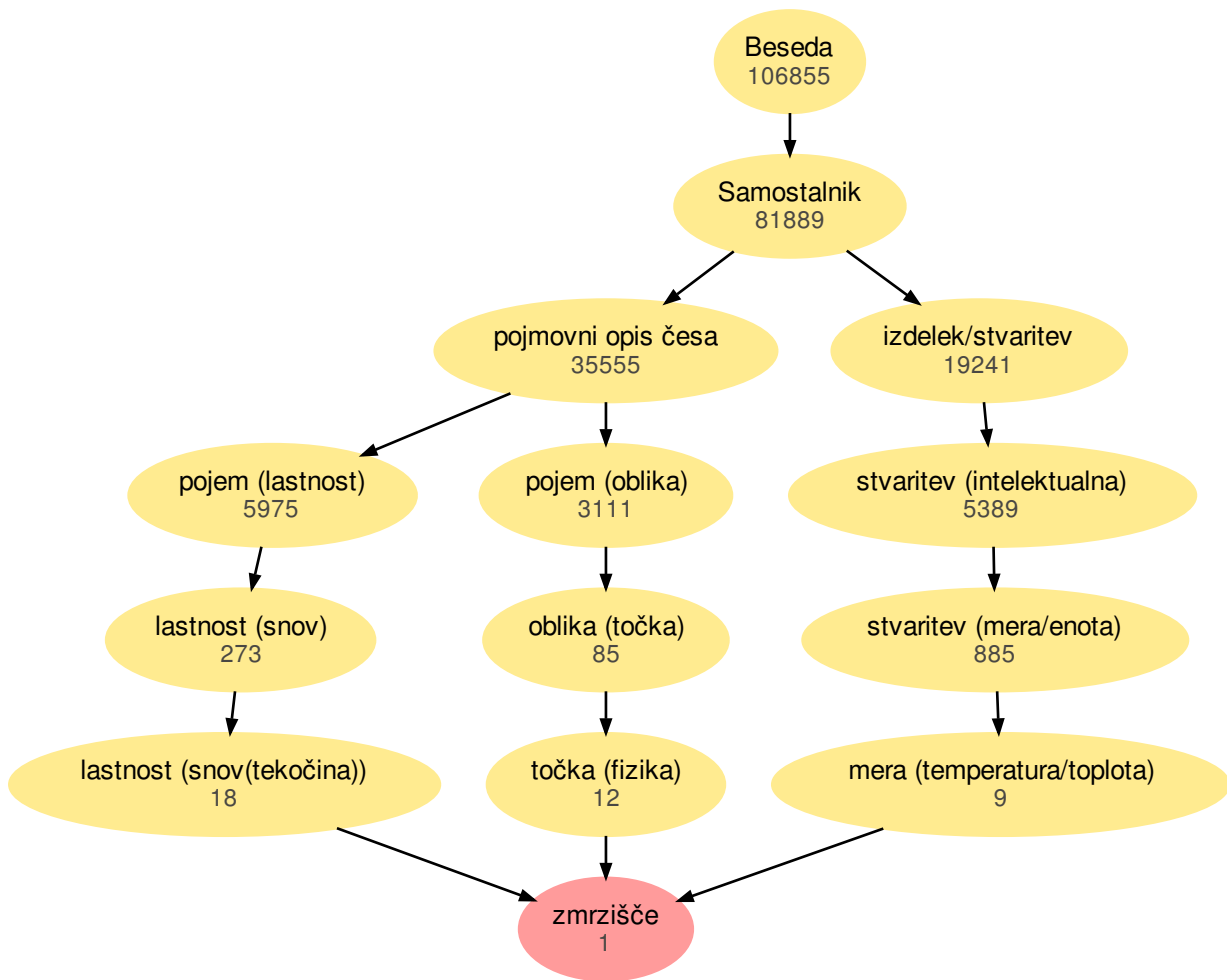 Beseda
106855
Samostalnik
81889
pojmovni opis česa
35555
izdelek/stvaritev
19241
pojem (lastnost)
5975
pojem (oblika)
3111
stvaritev (intelektualna)
5389
lastnost (snov)
273
oblika (točka)
85
stvaritev (mera/enota)
885
lastnost (snov(tekočina))
18
točka (fizika)
12
mera (temperatura/toplota)
9
zmrzišče
1